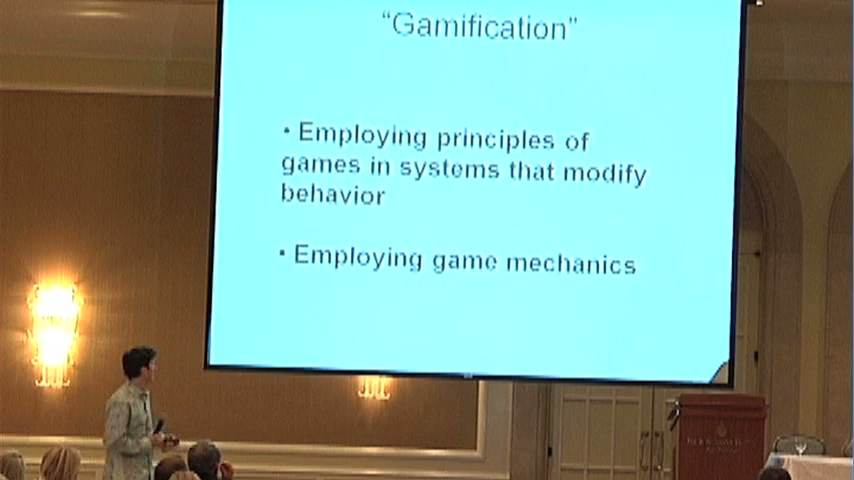 “Gamification”
• Employing principles of
games in systems that modify
behavior
• Employing game mechanics